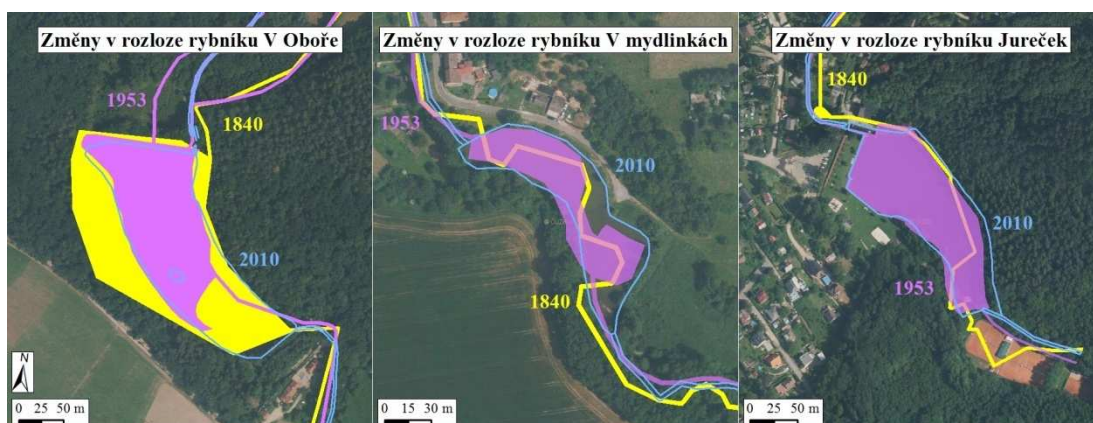 Změny v rozloze rybníku V Oboře
1953
1840
2010
N
0 25 50 m
Změny v rozloze rybníku V mydlinkách
1953
2010
1840
0 15 30 m
Změny v rozloze rybníku Jureček
1840
2010
1953
0 25 50 m